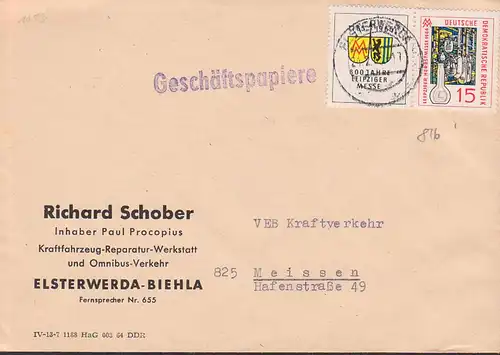 Geschäftspapiere
800 JAHRE
LEIPZIGER
MESSE
DEUTSCHE
DEMOKRATISCHE REPUBLIK
15
81b
Richard Schober
Inhaber Paul Procopius
Kraftfahrzeug-Reparatur-Werkstatt
und Omnibus-Verkehr
ELSTERWERDA-BIEHLA
Fernsprecher Nr. 655
VEB Kraftverkehr
825 Meissen
Hafenstraße 49
IV-13-7 1188 HaG 603 64 DDR